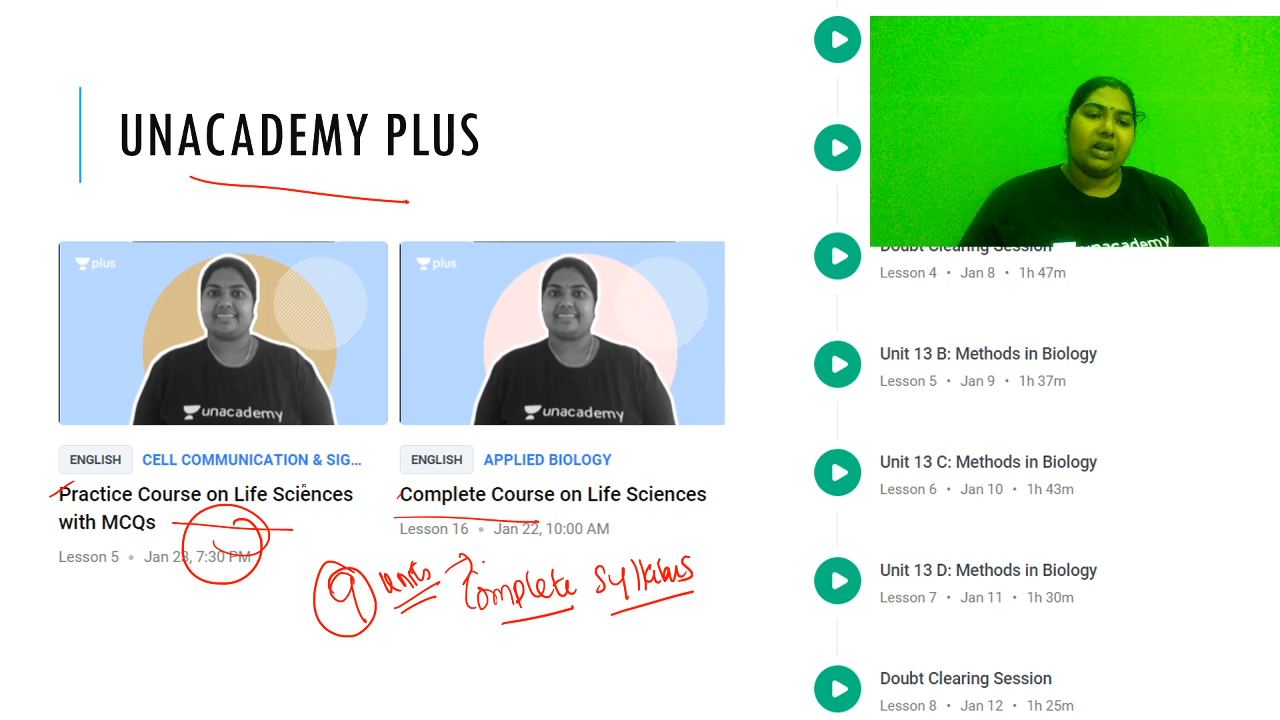 UNACADEMY PLUS
plus
unacademy
ENGLISH
CELL COMMUNICATION & SIG...
Practice Course on Life Sciences
with MCQs
Lesson 5 • Jan 23, 7:30 PM
plus
unacademy
ENGLISH
APPLIED BIOLOGY
Complete Course on Life Sciences
Lesson 16 • Jan 22, 10:00 AM
9 units → Complete Syllabus
unacademy
Doubt Clearing Session
Lesson 4 • Jan 8 • 1h 47m
Unit 13 B: Methods in Biology
Lesson 5 • Jan 9 • 1h 37m
Unit 13 C: Methods in Biology
Lesson 6 • Jan 10 • 1h 43m
Unit 13 D: Methods in Biology
Lesson 7 • Jan 11 • 1h 30m
Doubt Clearing Session
Lesson 8 • Jan 12 • 1h 25m